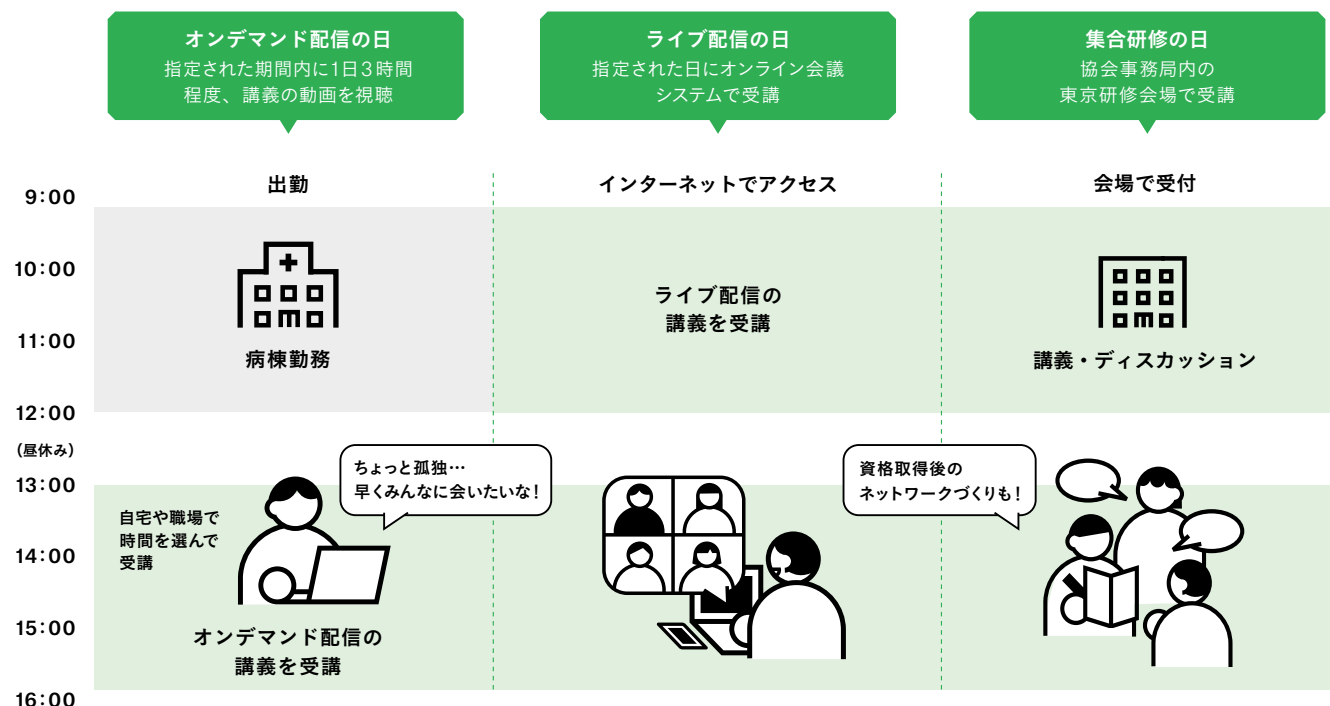 オンデマンド配信の日
指定された期間内に1日3時間
程度、講義の動画を視聴
ライブ配信の日
指定された日にオンライン会議
システムで受講
集合研修の日
協会事務局内の
東京研修会場で受講
出勤
インターネットでアクセス
会場で受付
9:00
10:00
11:00
12:00
(昼休み)
13:00
14:00
15:00
16:00
病棟勤務
ライブ配信の
講義を受講
講義・ディスカッション
ちょっと孤独…
早くみんなに会いたいな!
資格取得後の
ネットワークづくりも!
自宅や職場で
時間を選んで
受講
オンデマンド配信の
講義を受講